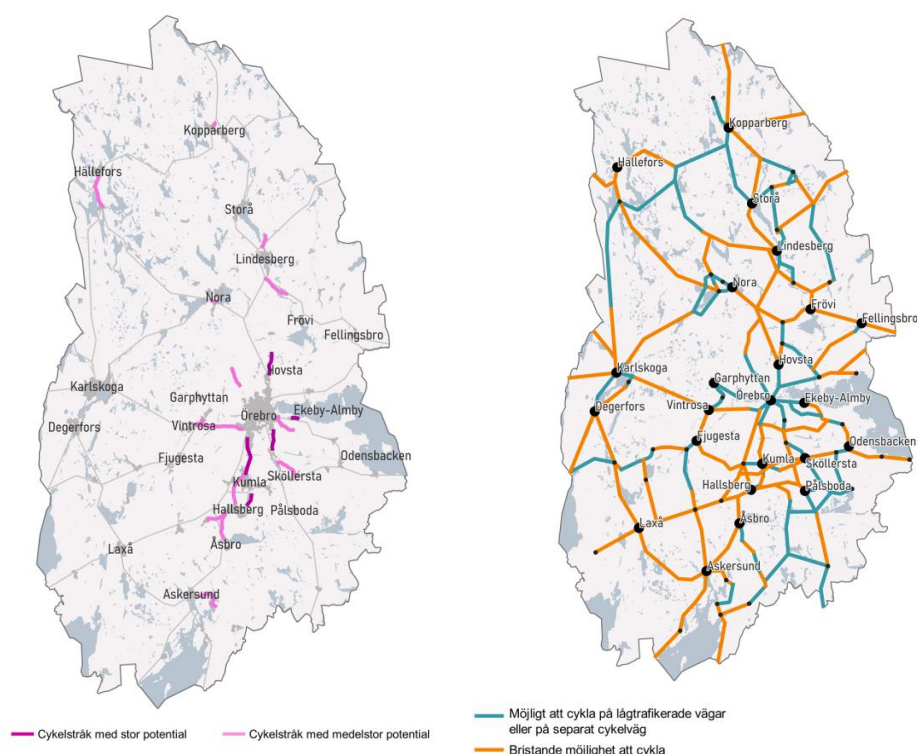 Kopparberg
Hällefors
Storå
Lindesberg
Nora
Frövi
Fellingsbro
Hovsta
Karlskoga
Garphyttan
Örebro
Ekeby-Almby
Degerfors
Vintrosa
Fjugesta
Odensbacken
Sköllersta
Kumla
Hallsberg
Pålsboda
Laxå
Åsbro
Askersund
Cykelstråk med stor potential
Cykelstråk med medelstor potential
Kopparberg
Hällefors
Storå
Lindesberg
Nora
Frövi
Fellingsbro
Hovsta
Karlskoga
Garphyttan
Örebro
Ekeby-Almby
Degerfors
Vintrosa
Fjugesta
Odensbacken
Kumla
Sköllersta
Hallsberg
Pålsboda
Laxå
Åsbro
Askersund
Möjligt att cykla på lågtrafikerade vägar
eller på separat cykelväg
Bristande möjlighet att cykla